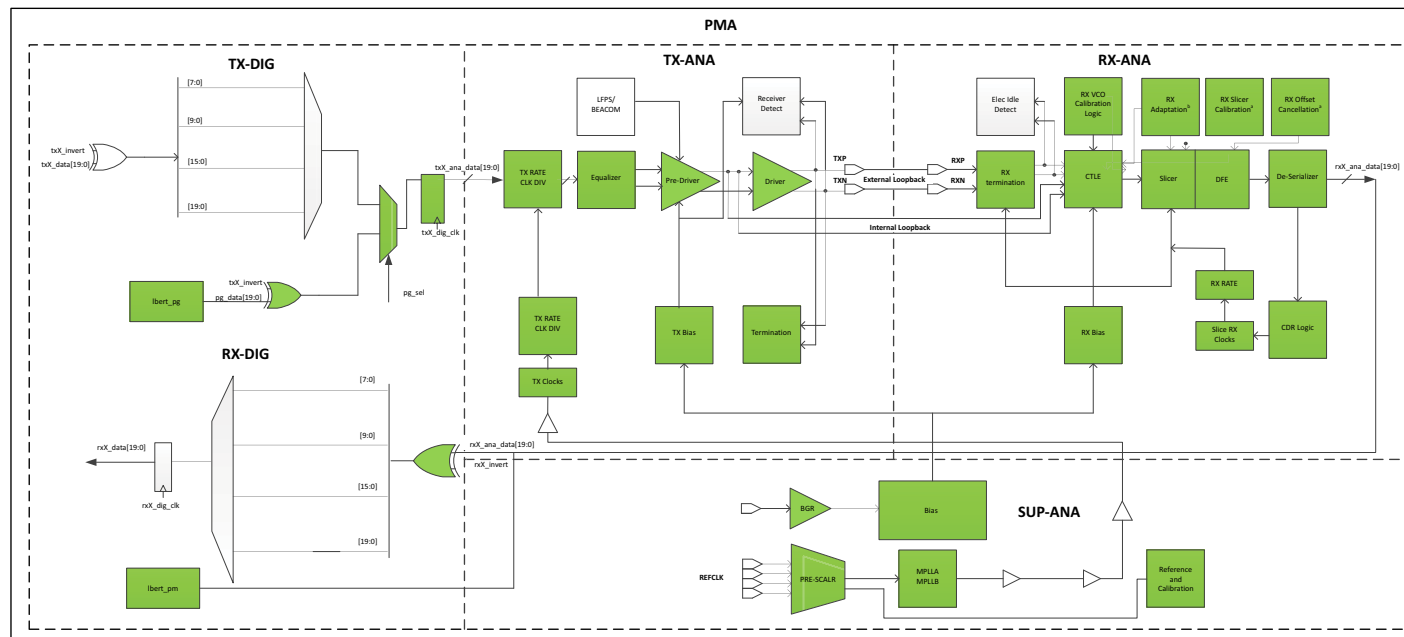 PMA
TX-DIG
[7:0]
[9:0]
[15:0]
[19:0]
txX_invert
txX_data[19:0]
txX_invert
pg_data[19:0]
lbert_pg
pg_sel
txX_ana_data[19:0]
txX_dig_clk
TX-ANA
LFPS/
BEACOM
Receiver
Detect
TX RATE
CLK DIV
Equalizer
Pre-Driver
Driver
TXP
TXN
External Loopback
Internal Loopback
TX RATE
CLK DIV
TX Clocks
TX Bias
Termination
RX-ANA
Elec Idle
Detect
RX VCO
Calibration
Logic
RX
Adaptationᵇ
RX Slicer
Calibrationᵃ
RX Offset
Cancellationᵃ
RXP
RXN
RX
termination
CTLE
Slicer
DFE
De-Serializer
rxX_ana_data[19:0]
RX RATE
Slice RX
Clocks
CDR Logic
RX Bias
RX-DIG
[7:0]
[9:0]
[15:0]
[19:0]
rxX_data[19:0]
rxX_dig_clk
rxX_ana_data[19:0]
rxX_invert
lbert_pm
SUP-ANA
BGR
Bias
REFCLK
PRE-SCALR
MPLLA
MPLLB
Reference
and
Calibration